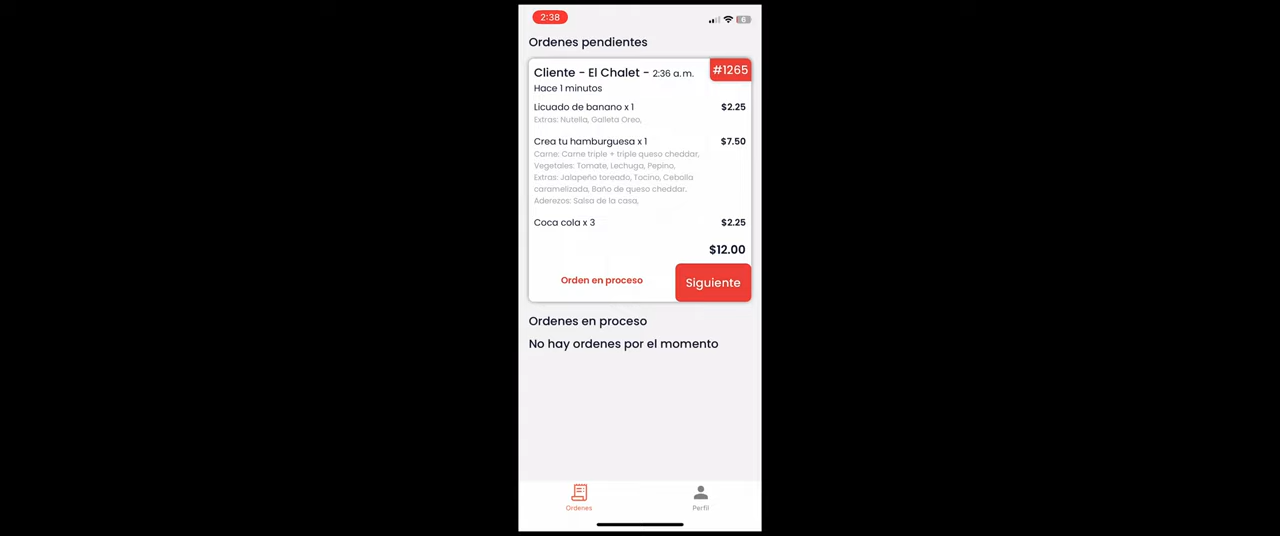 2:38
6
Ordenes pendientes
Cliente - El Chalet - 2:36 a.m.
#1265
Hace 1 minutos
Licuado de banano x 1 $2.25
Extras: Nutella, Galleta Oreo,
Crea tu hamburguesa x 1 $7.50
Carne: Carne triple + triple queso cheddar,
Vegetales: Tomate, Lechuga, Pepino,
Extras: Jalapeño toreado, Tocino, Cebolla
caramelizada, Baño de queso cheddar.
Aderezos: Salsa de la casa,
Coca cola x 3 $2.25
$12.00
Orden en proceso
Siguiente
Ordenes en proceso
No hay ordenes por el momento
Ordenes
Perfil